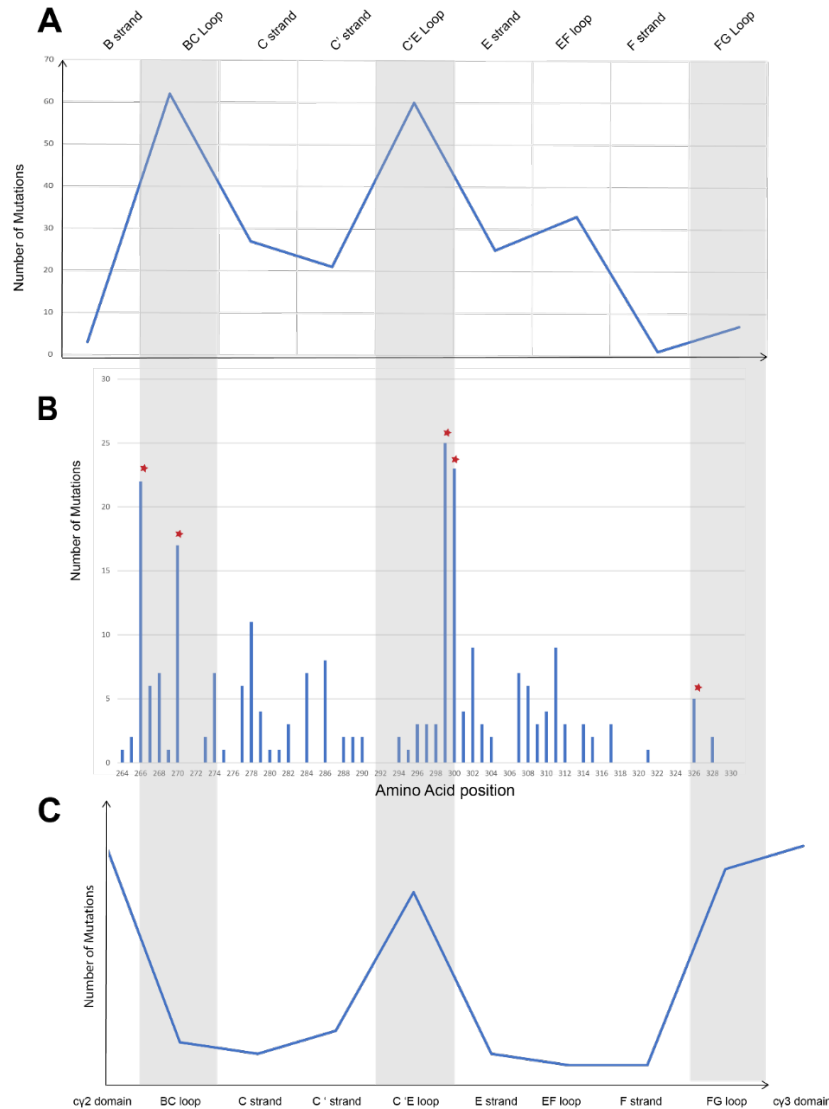 A
B strand BC Loop C strand C' strand C'E Loop E strand EF loop F strand FG Loop
70
60
50
40
30
20
10
0
Number of Mutations
B
30
25
20
15
10
5
0
Number of Mutations
264 266 268 270 272 274 276 278 280 282 284 286 288 290 292 294 296 298 300 302 304 306 308 310 312 314 316 318 320 322 324 326 328 330
Amino Acid position
C
Number of Mutations
cγ2 domain BC loop C strand C ' strand C 'E loop E strand EF loop F strand FG loop cγ3 domain